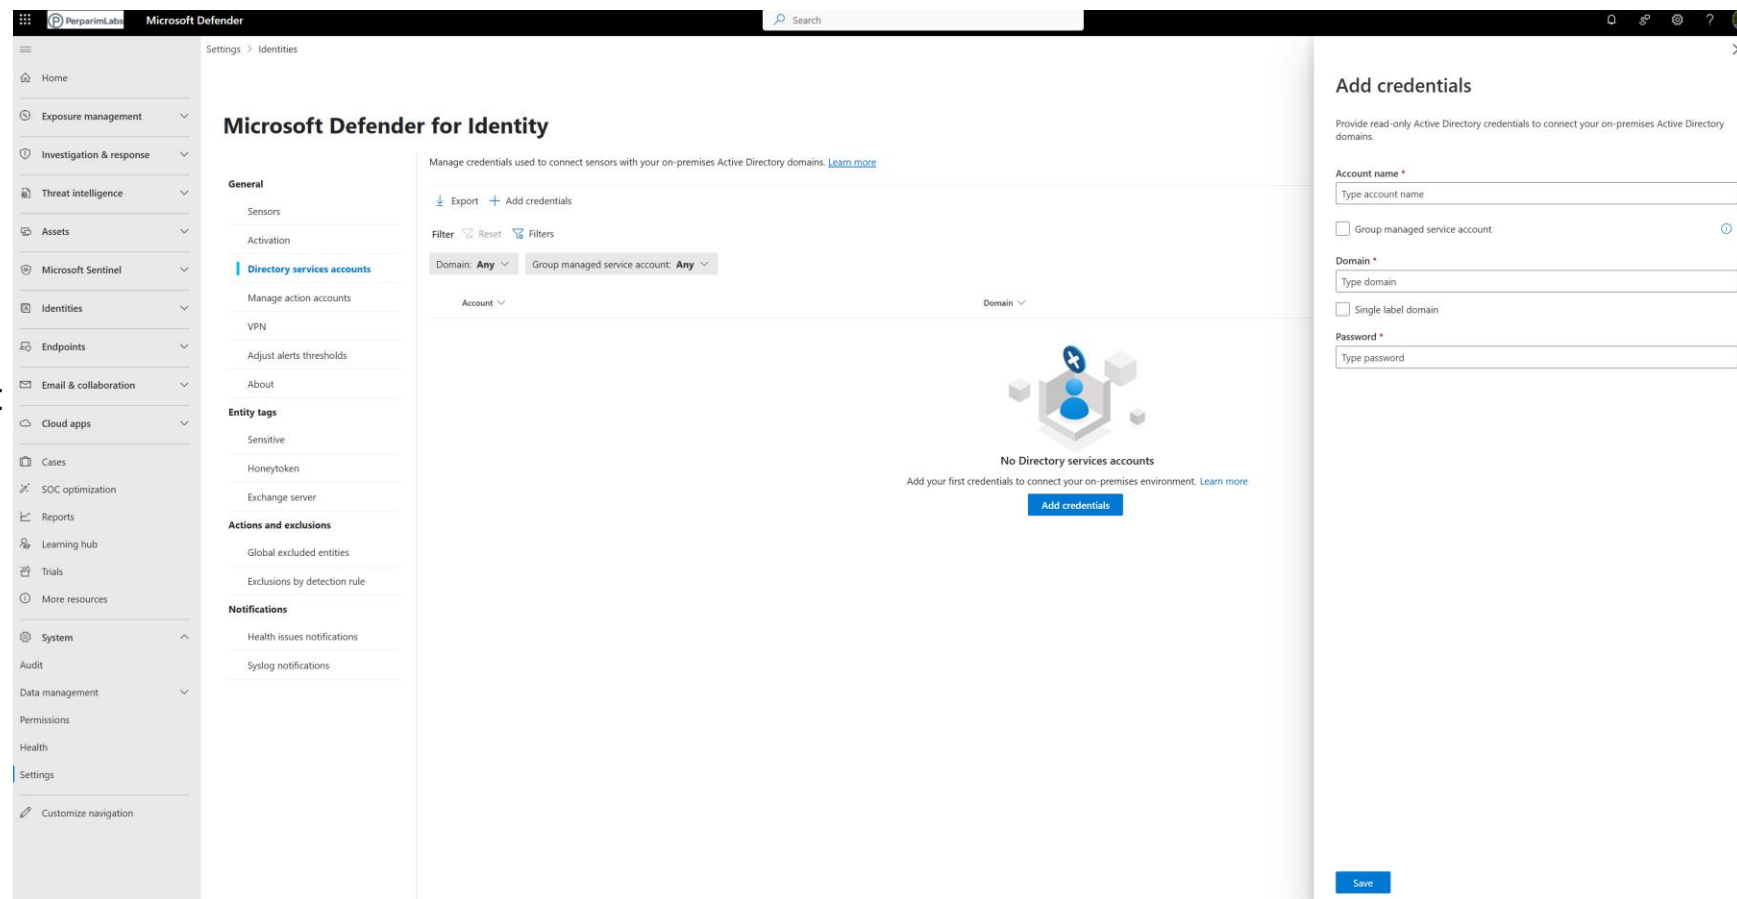 PerparimLabs Microsoft Defender
Search
Home
Exposure management
Investigation & response
Threat intelligence
Assets
Microsoft Sentinel
Identities
Endpoints
Email & collaboration
Cloud apps
Cases
SOC optimization
Reports
Learning hub
Trials
More resources
System
Audit
Data management
Permissions
Health
Settings
Customize navigation
Settings > Identities
Microsoft Defender for Identity
General
Sensors
Activation
Directory services accounts
Manage action accounts
VPN
Adjust alerts thresholds
About
Entity tags
Sensitive
Honeytoken
Exchange server
Actions and exclusions
Global excluded entities
Exclusions by detection rule
Notifications
Health issues notifications
Syslog notifications
Manage credentials used to connect sensors with your on-premises Active Directory domains. Learn more
Export + Add credentials
Filter Reset Filters
Domain: Any Group managed service account: Any
Account Domain
No Directory services accounts
Add your first credentials to connect your on-premises environment. Learn more
Add credentials
Add credentials
Provide read-only Active Directory credentials to connect your on-premises Active Directory
domains.
Account name *
Type account name
Group managed service account
Domain *
Type domain
Single label domain
Password *
Type password
Save